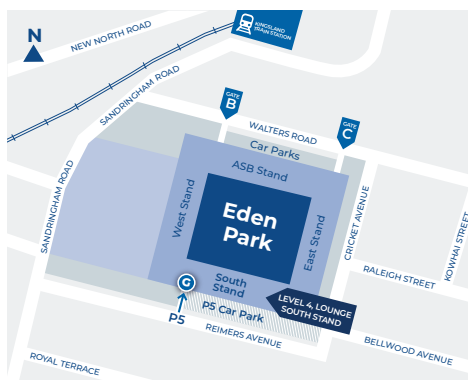 N
NEW NORTH ROAD
KINGSLAND
TRAIN STATION
SANDRINGHAM ROAD
GATE
B
GATE
C
WALTERS ROAD
Car Parks
ASB Stand
West Stand
Eden
Park
East Stand
CRICKET AVENUE
KOWHAI STREET
SANDRINGHAM ROAD
RALEIGH STREET
G
South
Stand
LEVEL 4, LOUNGE
SOUTH STAND
P5 Car Park
P5
REIMERS AVENUE
BELLWOOD AVENUE
ROYAL TERRACE